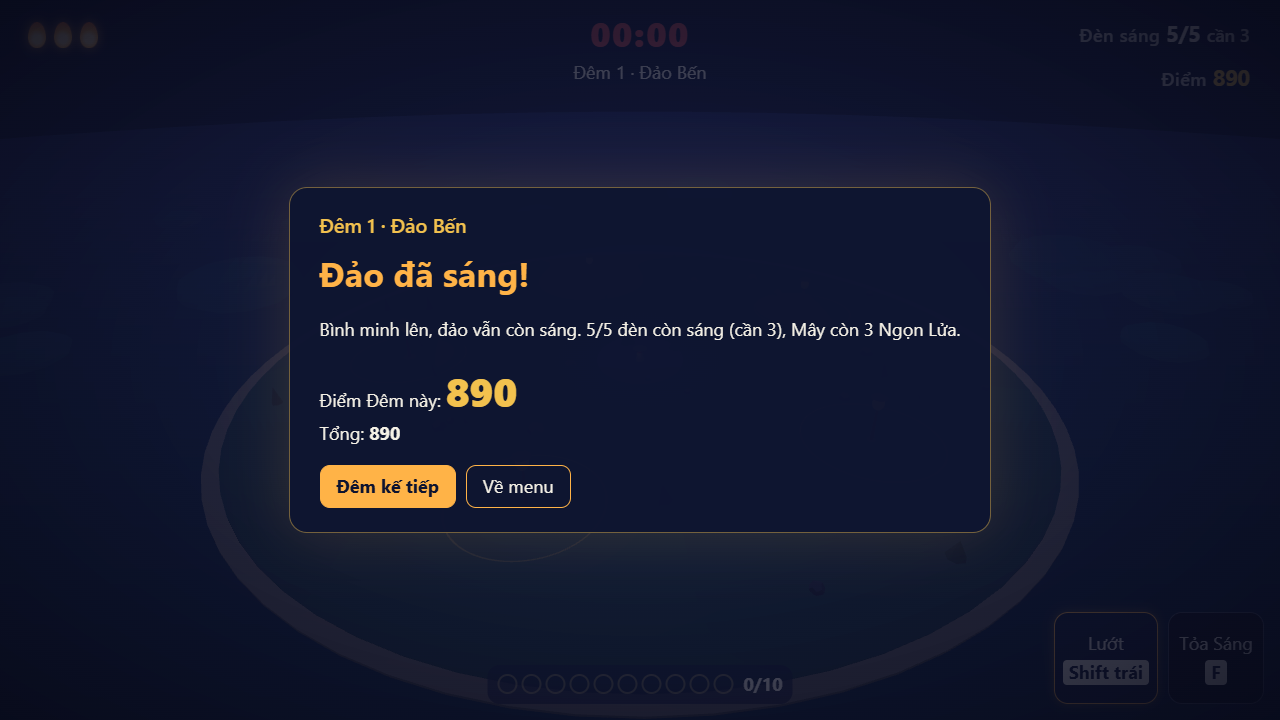 00:00
Đêm 1 · Đảo Bến
Đèn sáng 5/5 cần 3
Điểm 890
Đêm 1 · Đảo Bến
Đảo đã sáng!
Bình minh lên, đảo vẫn còn sáng. 5/5 đèn còn sáng (cần 3), Mây còn 3 Ngọn Lửa.
Điểm Đêm này: 890
Tổng: 890
Đêm kế tiếp
Về menu
0/10
Lướt
Shift trái
Tỏa Sáng
F